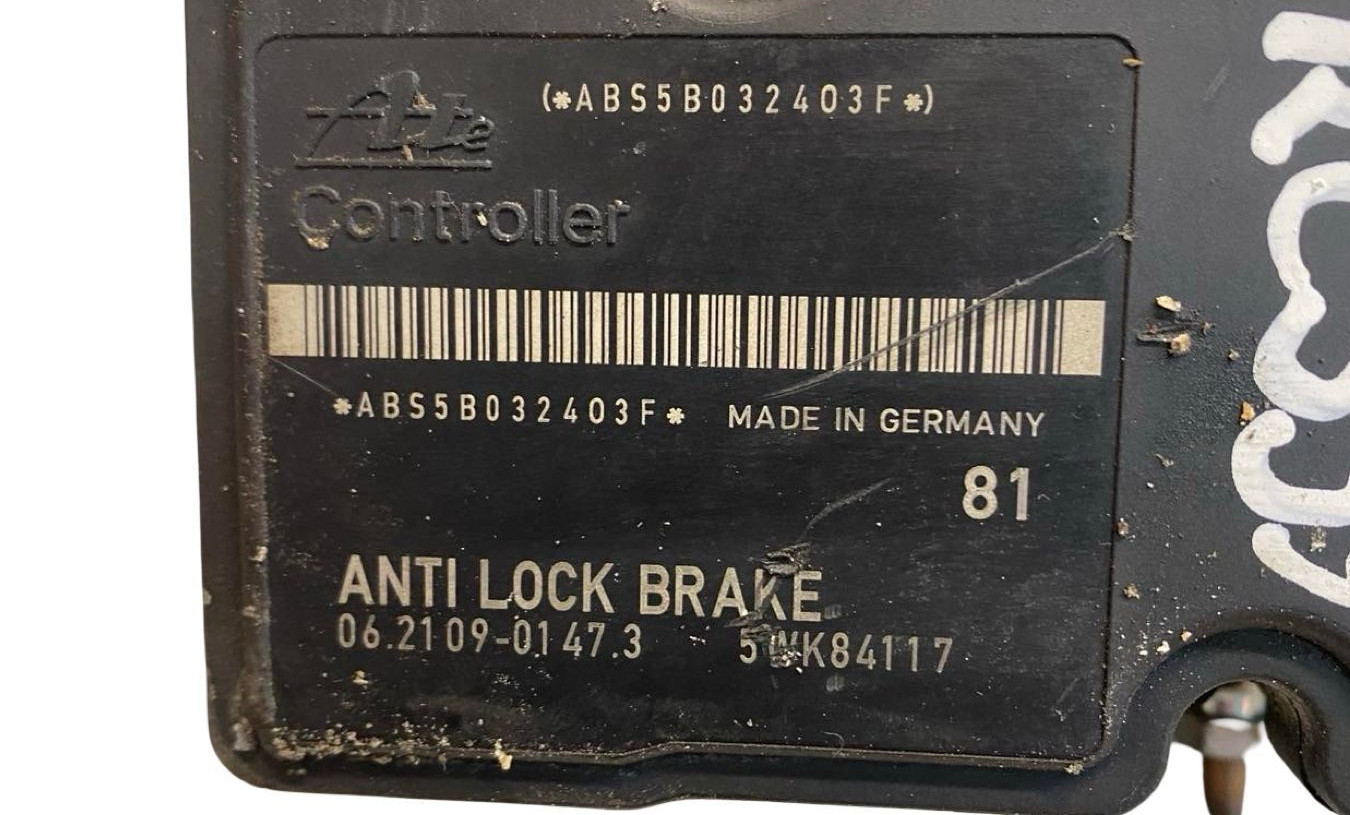 (*ABS5B032403F*)
Ate
Controller
*ABS5B032403F* MADE IN GERMANY
81
ANTI LOCK BRAKE
06.2109-0147.3 5WK84117